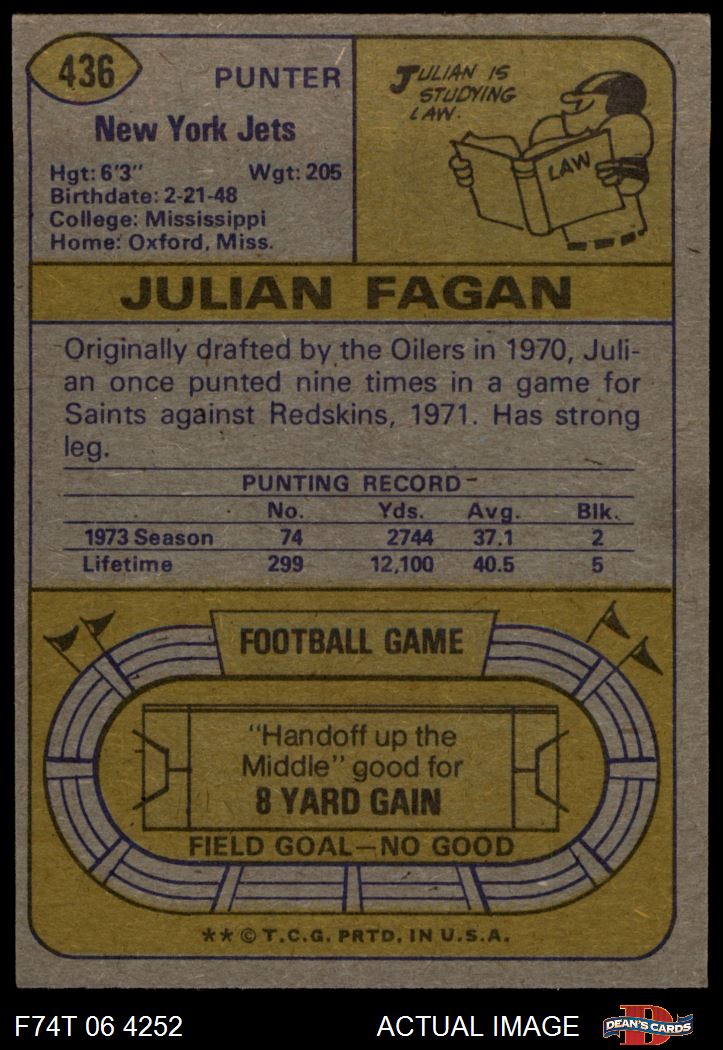 436
PUNTER
New York Jets
Hgt: 6'3" Wgt: 205
Birthdate: 2-21-48
College: Mississippi
Home: Oxford, Miss.
JULIAN IS
STUDYING
LAW.
LAW
JULIAN FAGAN
Originally drafted by the Oilers in 1970, Juli-
an once punted nine times in a game for
Saints against Redskins, 1971. Has strong
leg.
PUNTING RECORD
No. Yds. Avg. Blk.
1973 Season 74 2744 37.1 2
Lifetime 299 12,100 40.5 5
FOOTBALL GAME
"Handoff up the
Middle" good for
8 YARD GAIN
FIELD GOAL—NO GOOD
** © T.C.G. PRTD. IN U.S.A.
F74T 06 4252 ACTUAL IMAGE
DEAN'S CARDS